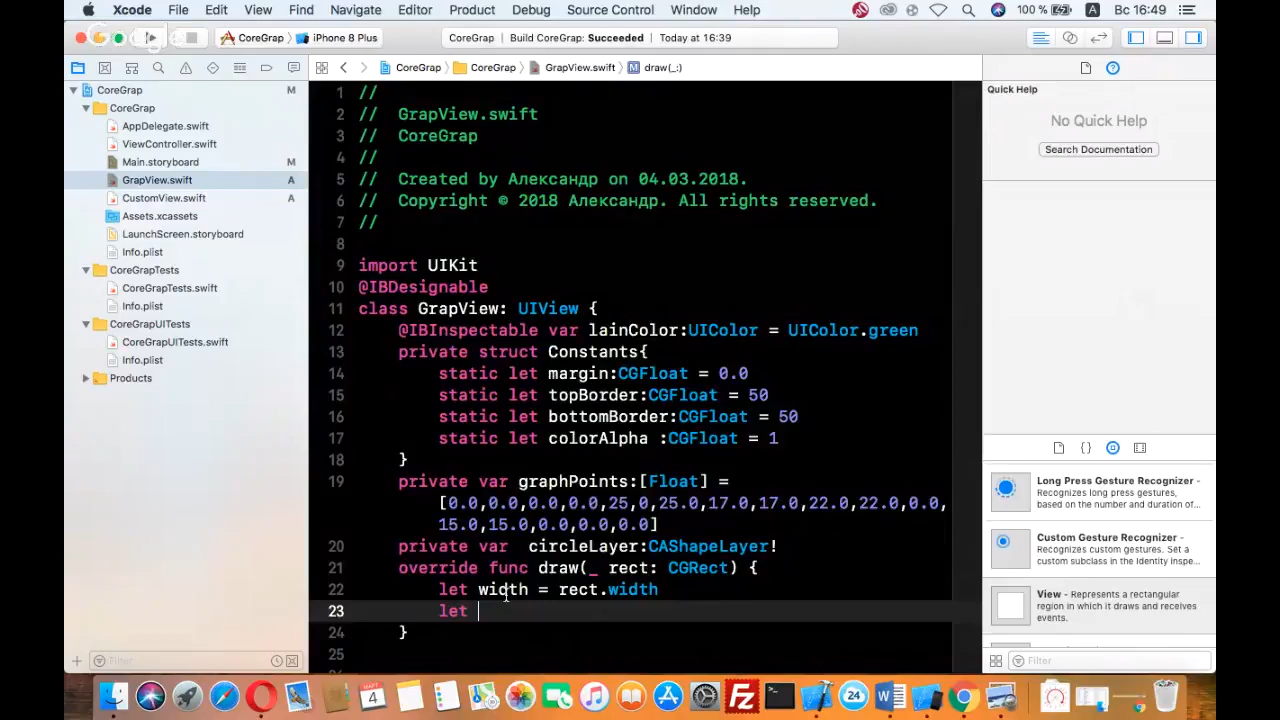 Xcode File Edit View Find Navigate Editor Product Debug Source Control Window Help 100 % A Вс 16:49
CoreGrap iPhone 8 Plus CoreGrap Build CoreGrap: Succeeded Today at 16:39
CoreGrap CoreGrap GrapView.swift M draw(_:)
CoreGrap M
CoreGrap
AppDelegate.swift
ViewController.swift
Main.storyboard M
GrapView.swift A
CustomView.swift A
Assets.xcassets
LaunchScreen.storyboard
Info.plist
CoreGrapTests
CoreGrapTests.swift
Info.plist
CoreGrapUITests
CoreGrapUITests.swift
Info.plist
Products
Filter
1 //
2 // GrapView.swift
3 // CoreGrap
4 //
5 // Created by Александр on 04.03.2018.
6 // Copyright © 2018 Александр. All rights reserved.
7 //
8
9 import UIKit
10 @IBDesignable
11 class GrapView: UIView {
12 @IBInspectable var lainColor:UIColor = UIColor.green
13 private struct Constants{
14 static let margin:CGFloat = 0.0
15 static let topBorder:CGFloat = 50
16 static let bottomBorder:CGFloat = 50
17 static let colorAlpha :CGFloat = 1
18 }
19 private var graphPoints:[Float] =
[0.0,0.0,0.0,0.0,25,0,25.0,17.0,17.0,22.0,22.0,0.0,
15.0,15.0,0.0,0.0,0.0]
20 private var circleLayer:CAShapeLayer!
21 override func draw(_ rect: CGRect) {
22 let width = rect.width
23 let
24 }
25
Quick Help
No Quick Help
Search Documentation
{ }
Long Press Gesture Recognizer -
Recognizes long press gestures,
based on the number and duration of...
Custom Gesture Recognizer -
Recognizes custom gestures. Set a
custom subclass in the identity inspe...
View - Represents a rectangular
region in which it draws and receives
events.
Filter
МАРТ
4
FZ
24
W